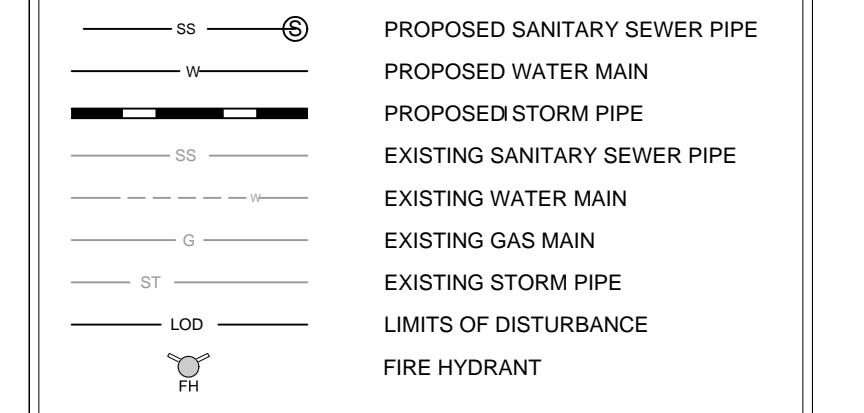 SS S PROPOSED SANITARY SEWER PIPE
W PROPOSED WATER MAIN
PROPOSED STORM PIPE
SS EXISTING SANITARY SEWER PIPE
W EXISTING WATER MAIN
G EXISTING GAS MAIN
ST EXISTING STORM PIPE
LOD LIMITS OF DISTURBANCE
FH FIRE HYDRANT